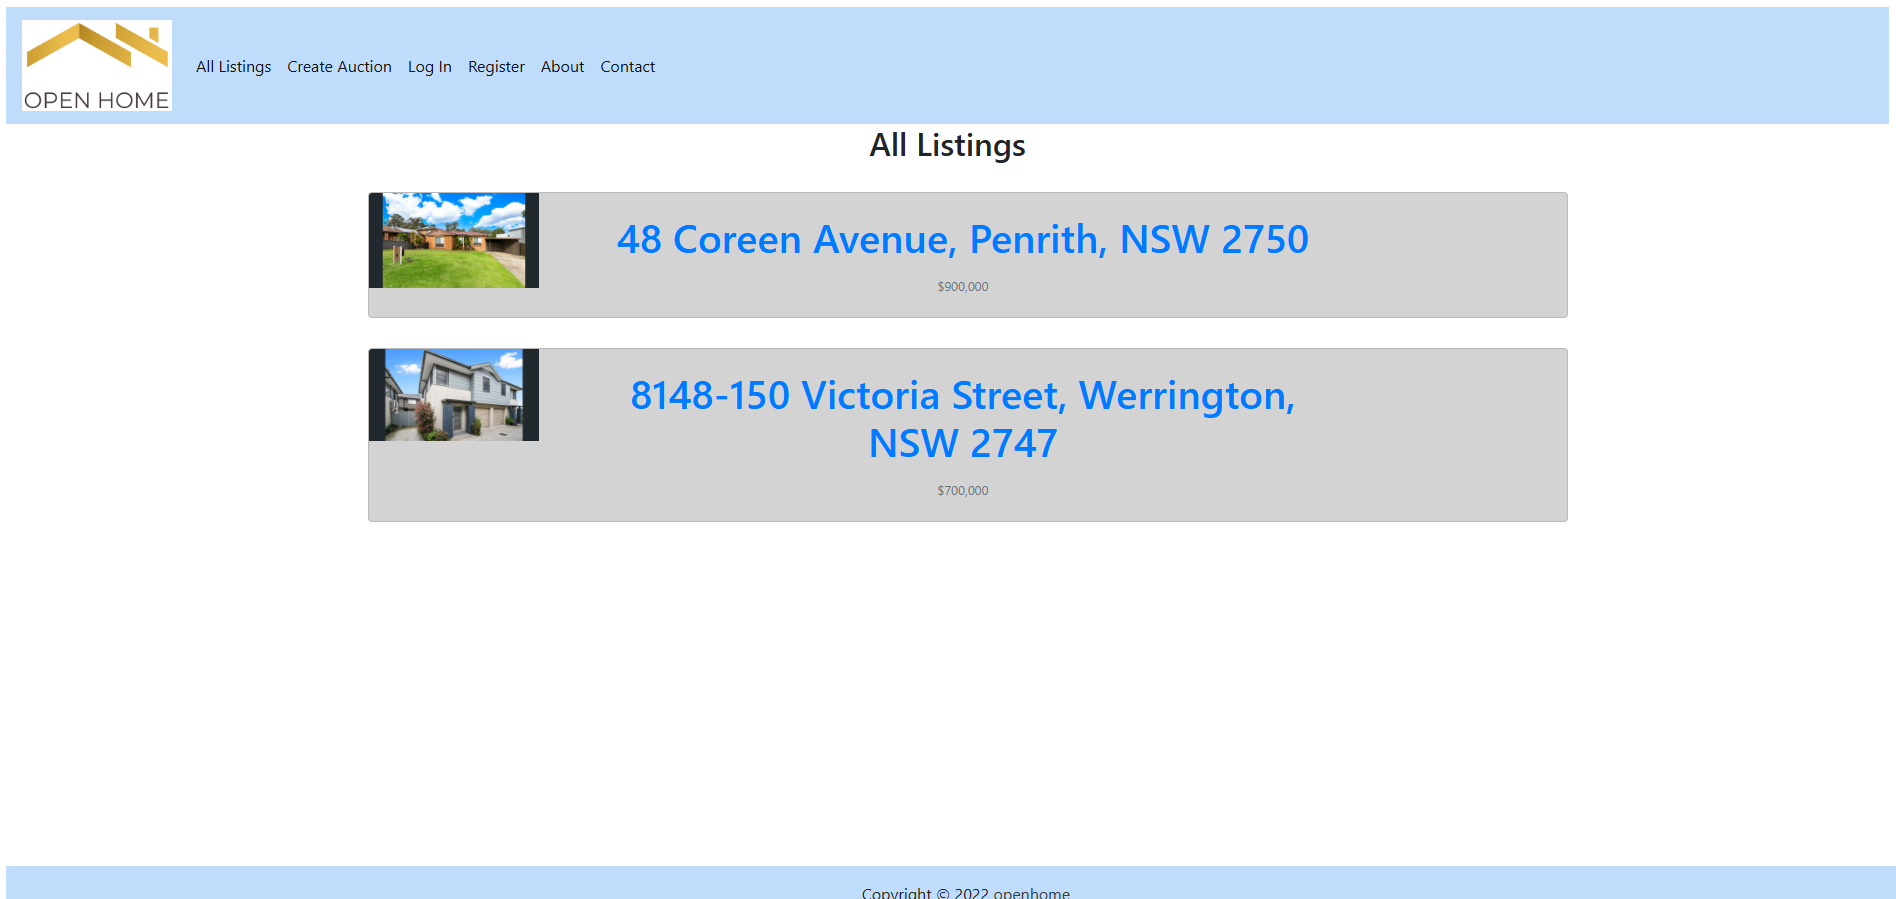 OPEN HOME
All Listings Create Auction Log In Register About Contact
All Listings
48 Coreen Avenue, Penrith, NSW 2750
$900,000
8148-150 Victoria Street, Werrington,
NSW 2747
$700,000
Copyright © 2022 openhome